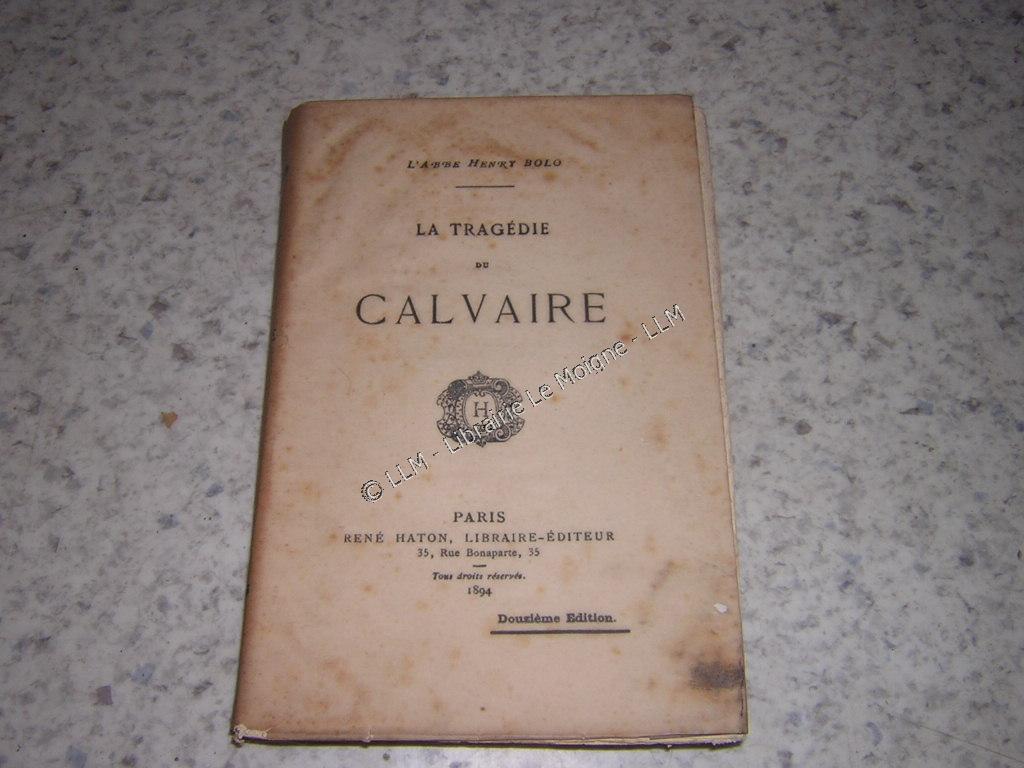 L'ABBE HENRY BOLO
LA TRAGÉDIE
DU
CALVAIRE
H
© LLM - Librairie Le Moigne - LLM
PARIS
RENÉ HATON, LIBRAIRE-ÉDITEUR
35, Rue Bonaparte, 35
Tous droits réservés.
1894
Douzième Edition.